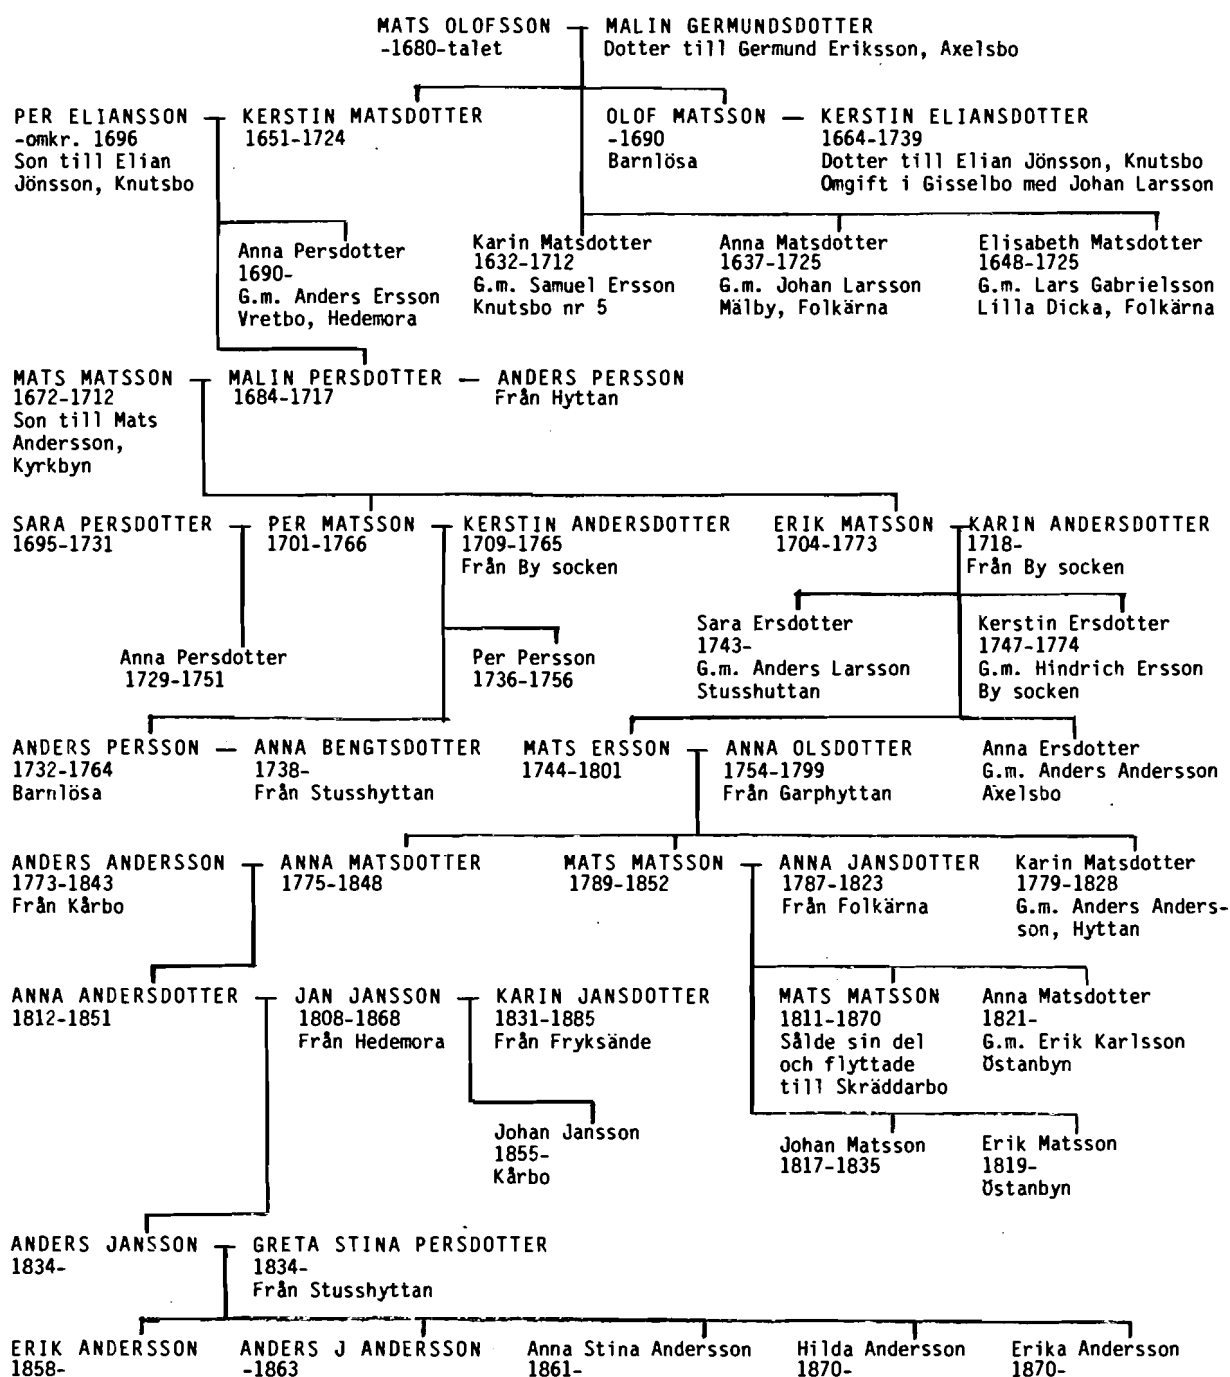 MATS OLOFSSON — MALIN GERMUNDSDOTTER
-1680-talet Dotter till Germund Eriksson, Axelsbo
PER ELIANSSON — KERSTIN MATSDOTTER OLOF MATSSON — KERSTIN ELIANSDOTTER
-omkr. 1696 1651-1724 -1690 1664-1739
Son till Elian Barnlösa Dotter till Elian Jönsson, Knutsbo
Jönsson, Knutsbo Omgift i Gisselbo med Johan Larsson
Anna Persdotter Karin Matsdotter Anna Matsdotter Elisabeth Matsdotter
1690- 1632-1712 1637-1725 1648-1725
G.m. Anders Ersson G.m. Samuel Ersson G.m. Johan Larsson G.m. Lars Gabrielsson
Vretbo, Hedemora Knutsbo nr 5 Mälby, Folkärna Lilla Dicka, Folkärna
MATS MATSSON — MALIN PERSDOTTER — ANDERS PERSSON
1672-1712 1684-1717 Från Hyttan
Son till Mats
Andersson,
Kyrkbyn
SARA PERSDOTTER — PER MATSSON — KERSTIN ANDERSDOTTER ERIK MATSSON — KARIN ANDERSDOTTER
1695-1731 1701-1766 1709-1765 1704-1773 1718-
Från By socken Från By socken
Sara Ersdotter Kerstin Ersdotter
1743- 1747-1774
G.m. Anders Larsson G.m. Hindrich Ersson
Stusshuttan By socken
Anna Persdotter Per Persson
1729-1751 1736-1756
ANDERS PERSSON — ANNA BENGTSDOTTER MATS ERSSON — ANNA OLSDOTTER Anna Ersdotter
1732-1764 1738- 1744-1801 1754-1799 G.m. Anders Andersson
Barnlösa Från Stusshyttan Från Garphyttan Axelsbo
ANDERS ANDERSSON — ANNA MATSDOTTER MATS MATSSON — ANNA JANSDOTTER Karin Matsdotter
1773-1843 1775-1848 1789-1852 1787-1823 1779-1828
Från Kårbo Från Folkärna G.m. Anders Anders-
son, Hyttan
ANNA ANDERSDOTTER — JAN JANSSON — KARIN JANSDOTTER MATS MATSSON Anna Matsdotter
1812-1851 1808-1868 1831-1885 1811-1870 1821-
Från Hedemora Från Fryksände Sålde sin del G.m. Erik Karlsson
och flyttade Östanbyn
till Skräddarbo
Johan Jansson Johan Matsson Erik Matsson
1855- 1817-1835 1819-
Kårbo Östanbyn
ANDERS JANSSON — GRETA STINA PERSDOTTER
1834- 1834-
Från Stusshyttan
ERIK ANDERSSON ANDERS J ANDERSSON Anna Stina Andersson Hilda Andersson Erika Andersson
1858- -1863 1861- 1870- 1870-